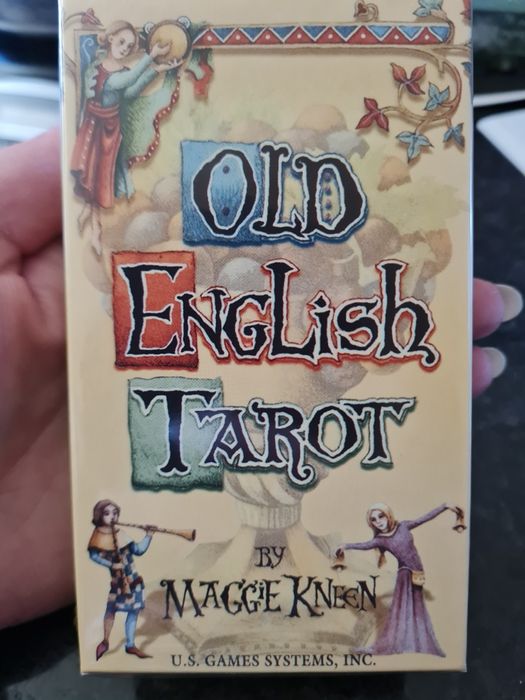 OLD
ENGLish
TAROT
BY
MAGGiE KNEEN
U.S. GAMES SYSTEMS, INC.